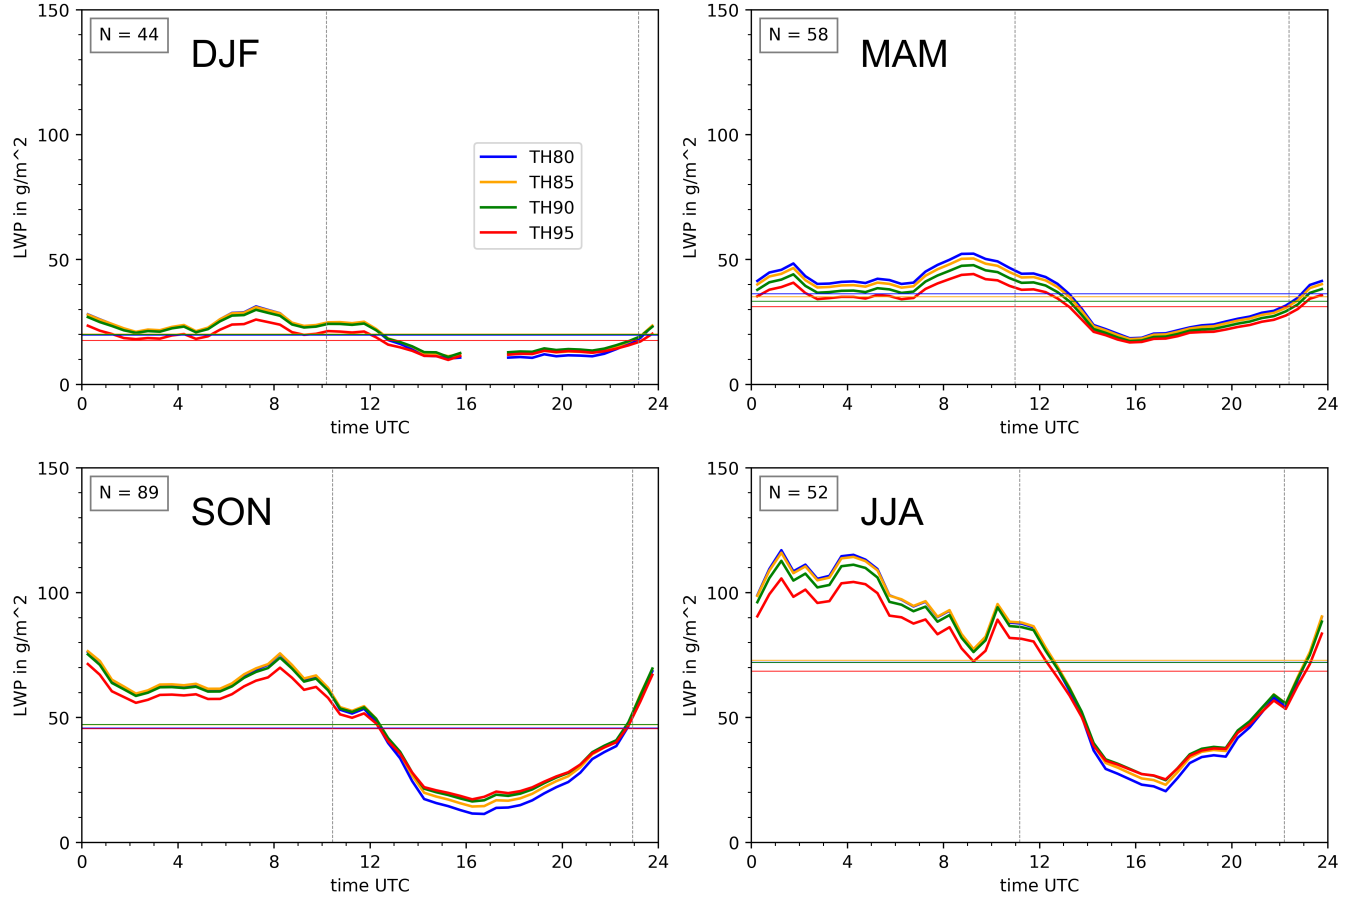 150
100
50
0
LWP in g/m^2
N = 44
DJF
TH80
TH85
TH90
TH95
0 4 8 12 16 20 24
time UTC
150
100
50
0
LWP in g/m^2
N = 58
MAM
0 4 8 12 16 20 24
time UTC
150
100
50
0
LWP in g/m^2
N = 89
SON
0 4 8 12 16 20 24
time UTC
150
100
50
0
LWP in g/m^2
N = 52
JJA
0 4 8 12 16 20 24
time UTC